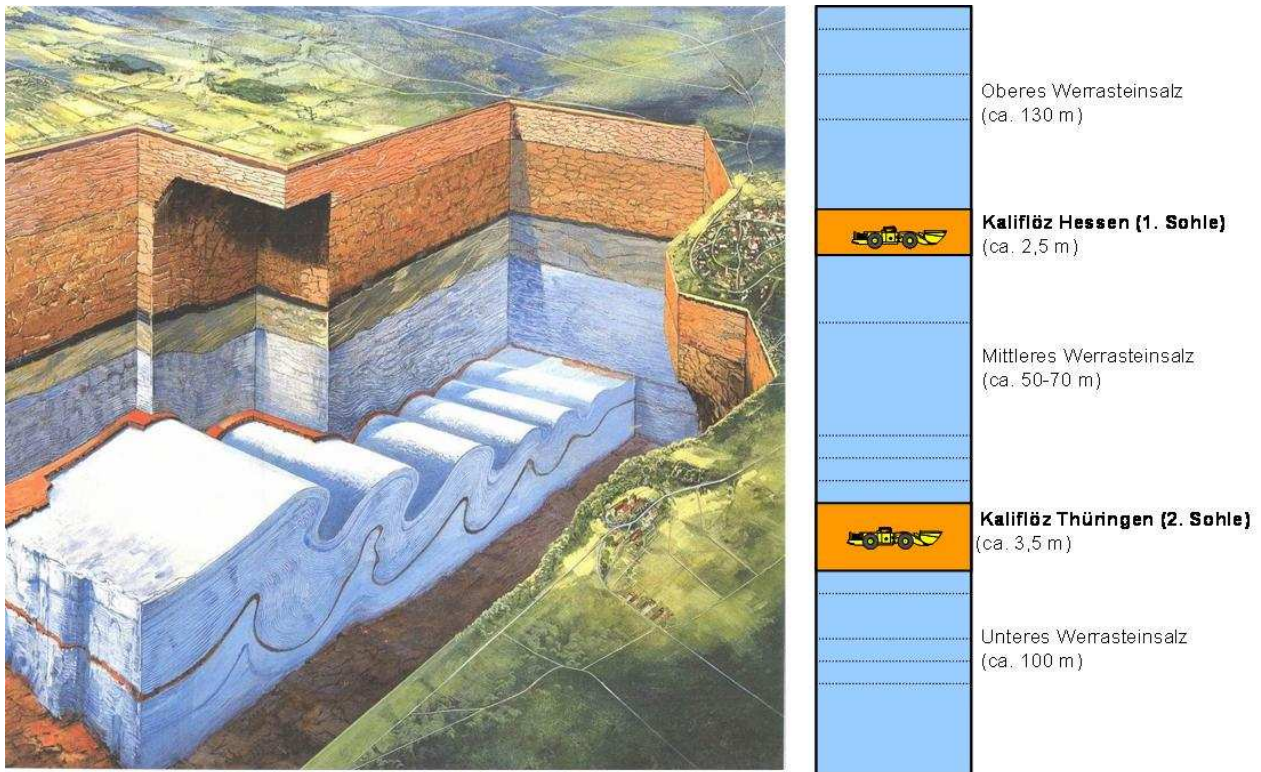 Oberes Werrasteinsalz
(ca. 130 m)
Kaliflöz Hessen (1. Sohle)
(ca. 2,5 m)
Mittleres Werrasteinsalz
(ca. 50-70 m)
Kaliflöz Thüringen (2. Sohle)
(ca. 3,5 m)
Unteres Werrasteinsalz
(ca. 100 m)